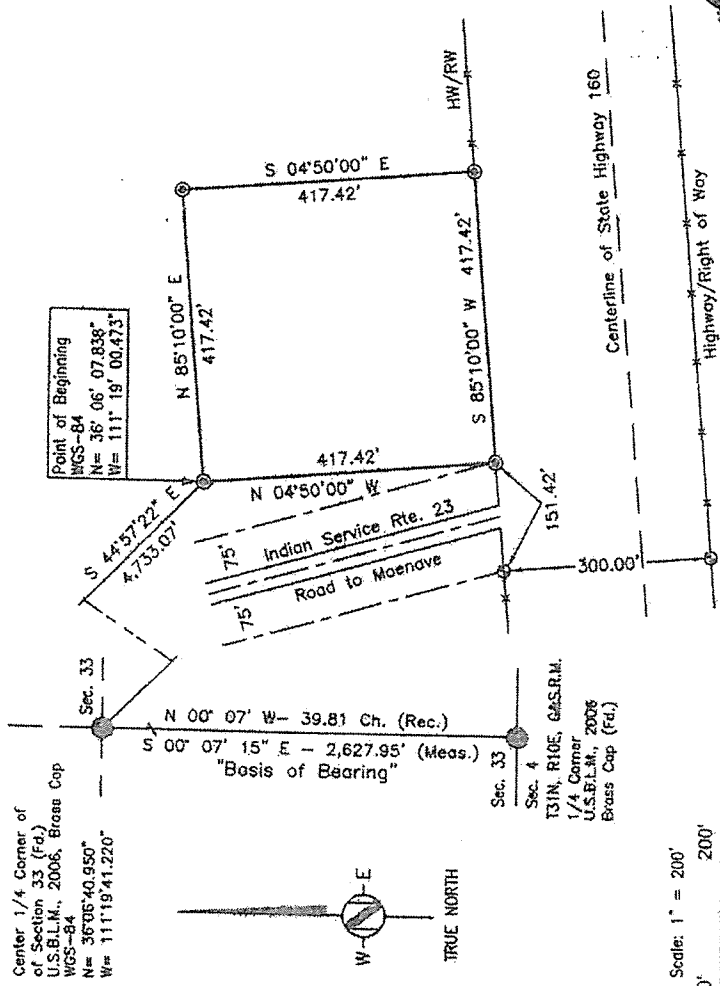 Center 1/4 Corner of
of Section 33 (Fd.)
U.S.B.L.M., 2006, Brass Cap
WGS-84
N= 36°06'40.950"
W= 111°19'41.220"
Sec. 33
S 44°57'22" E
4,733.07'
Point of Beginning
WGS-84
N= 36° 06' 07.838"
W= 111° 19' 00.473"
N 85°10'00" E
417.42'
S 04°50'00" E
417.42'
417.42'
N 04°50'00" W
S 85°10'00" W 417.42'
HW/RW
75'
Indian Service Rte. 23
Road to Moenave
75'
151.42'
300.00'
Centerline of State Highway 160
Highway/Right of Way
N 00° 07' W- 39.81 Ch. (Rec.)
S 00° 07' 15" E - 2,627.95' (Meas.)
"Basis of Bearing"
Sec. 33
Sec. 4
T31N, R10E, G&S.R.M.
1/4 Corner
U.S.B.L.M., 2006
Brass Cap (Fd.)
W E
TRUE NORTH
Scale: 1" = 200'
0' 200'